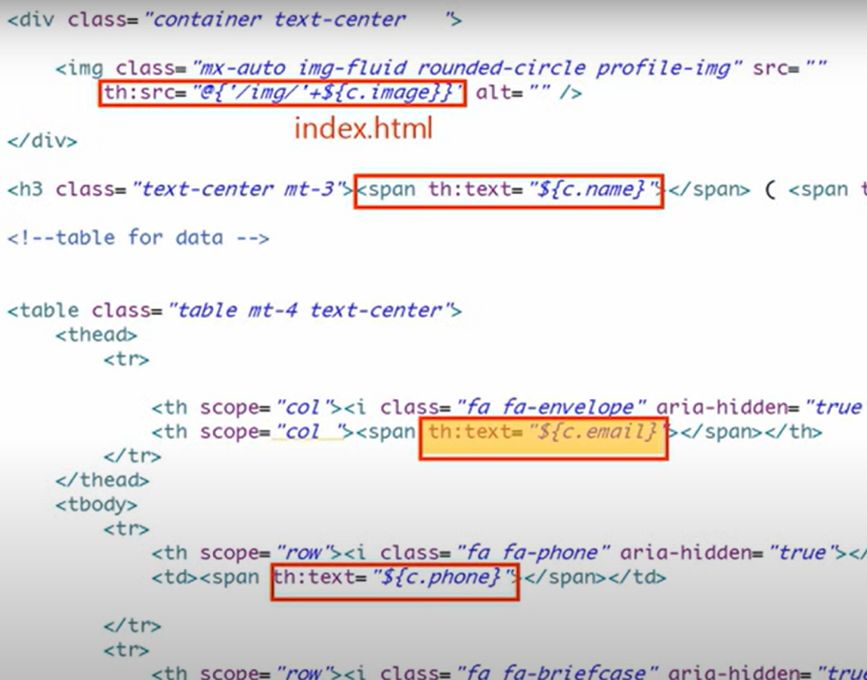 <div class="container text-center   ">
<img class="mx-auto img-fluid rounded-circle profile-img" src=""
th:src="@{'/img/'+${c.image}}" alt="" />
index.html
</div>
<h3 class="text-center mt-3"><span th:text="${c.name}"></span> ( <span
<!--table for data -->
<table class="table mt-4 text-center">
<thead>
<tr>
<th scope="col"><i class="fa fa-envelope" aria-hidden="true
<th scope="col "><span th:text="${c.email}"></span></th>
</tr>
</thead>
<tbody>
<tr>
<th scope="row"><i class="fa fa-phone" aria-hidden="true"></
<td><span th:text="${c.phone}"></span></td>
</tr>
<tr>
<th scope="row"><i class="fa fa-briefcase" aria-hidden="tru